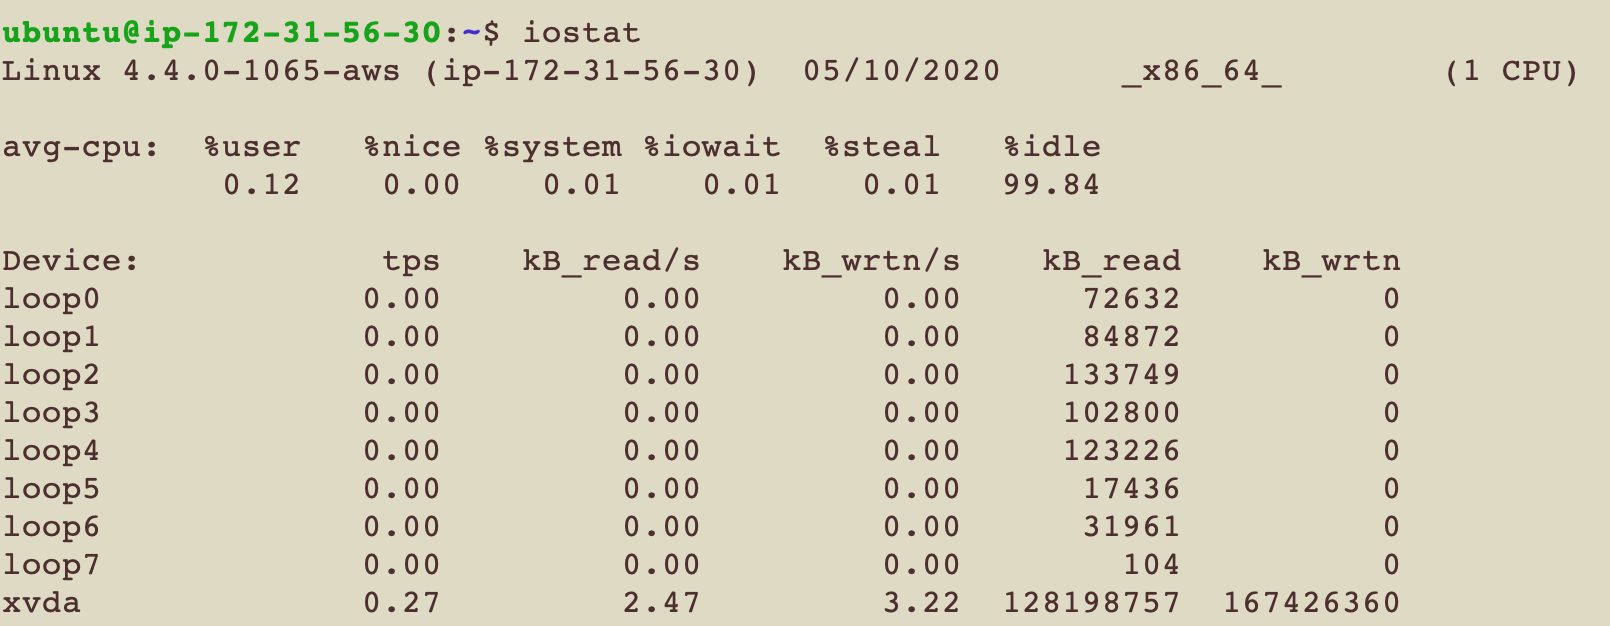 ubuntu@ip-172-31-56-30:~$ iostat
Linux 4.4.0-1065-aws (ip-172-31-56-30) 05/10/2020 _x86_64_ (1 CPU)
avg-cpu: %user %nice %system %iowait %steal %idle
0.12 0.00 0.01 0.01 0.01 99.84
Device: tps kB_read/s kB_wrtn/s kB_read kB_wrtn
loop0 0.00 0.00 0.00 72632 0
loop1 0.00 0.00 0.00 84872 0
loop2 0.00 0.00 0.00 133749 0
loop3 0.00 0.00 0.00 102800 0
loop4 0.00 0.00 0.00 123226 0
loop5 0.00 0.00 0.00 17436 0
loop6 0.00 0.00 0.00 31961 0
loop7 0.00 0.00 0.00 104 0
xvda 0.27 2.47 3.22 128198757 167426360